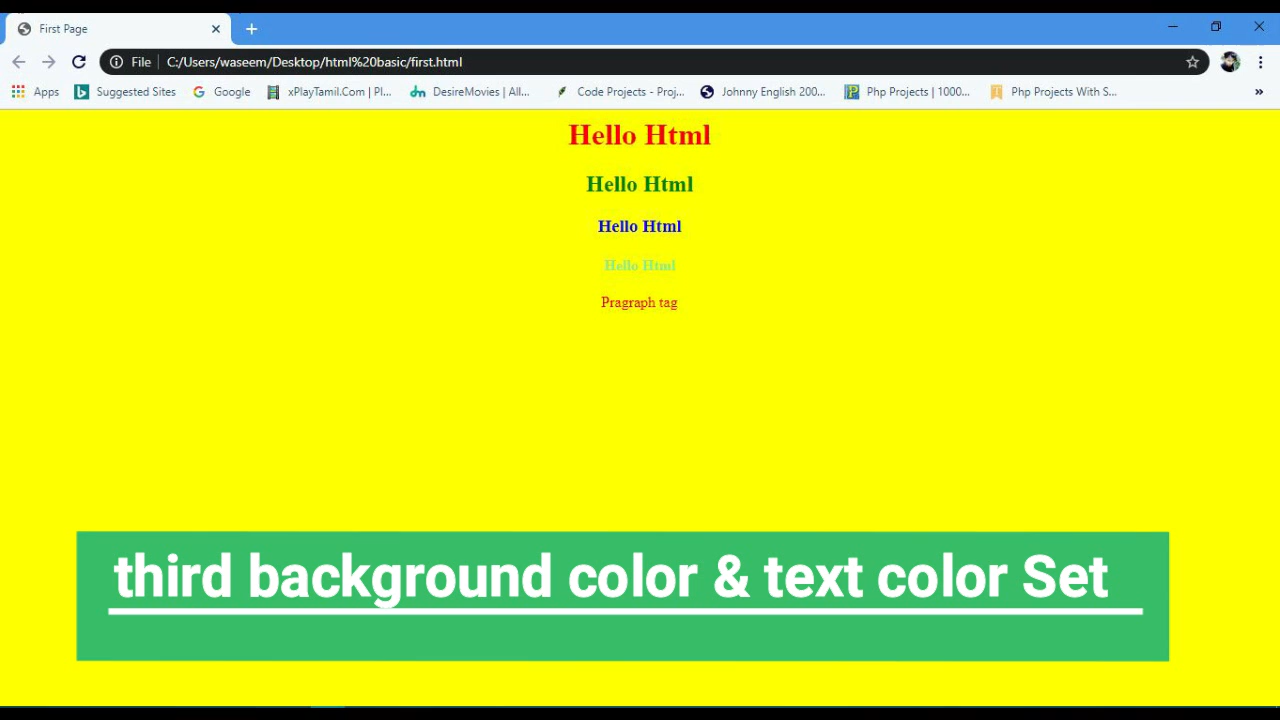 First Page
File C:/Users/waseem/Desktop/html%20basic/first.html
Apps Suggested Sites Google xPlayTamil.Com | Pl... DesireMovies | All... Code Projects - Proj... Johnny English 200... Php Projects | 1000... Php Projects With S... »
Hello Html
Hello Html
Hello Html
Hello Html
Pragraph tag
third background color & text color Set